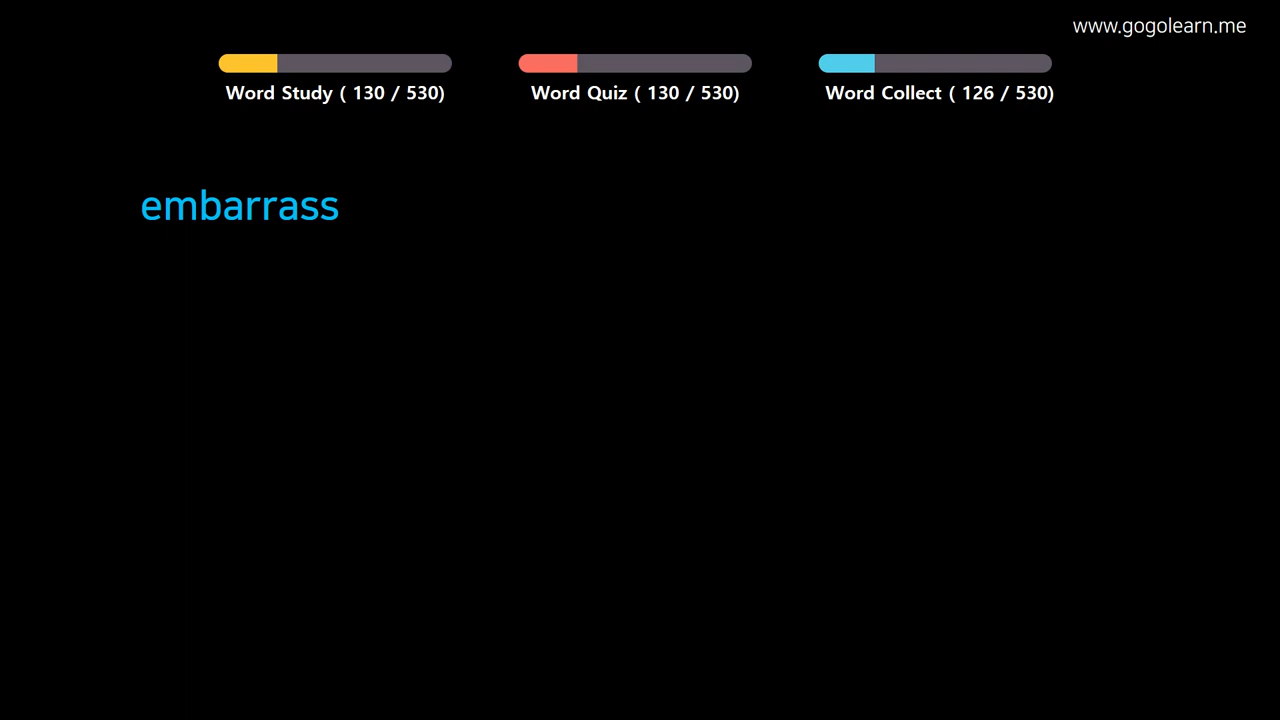 www.gogolearn.me
Word Study ( 130 / 530)
Word Quiz ( 130 / 530)
Word Collect ( 126 / 530)
embarrass